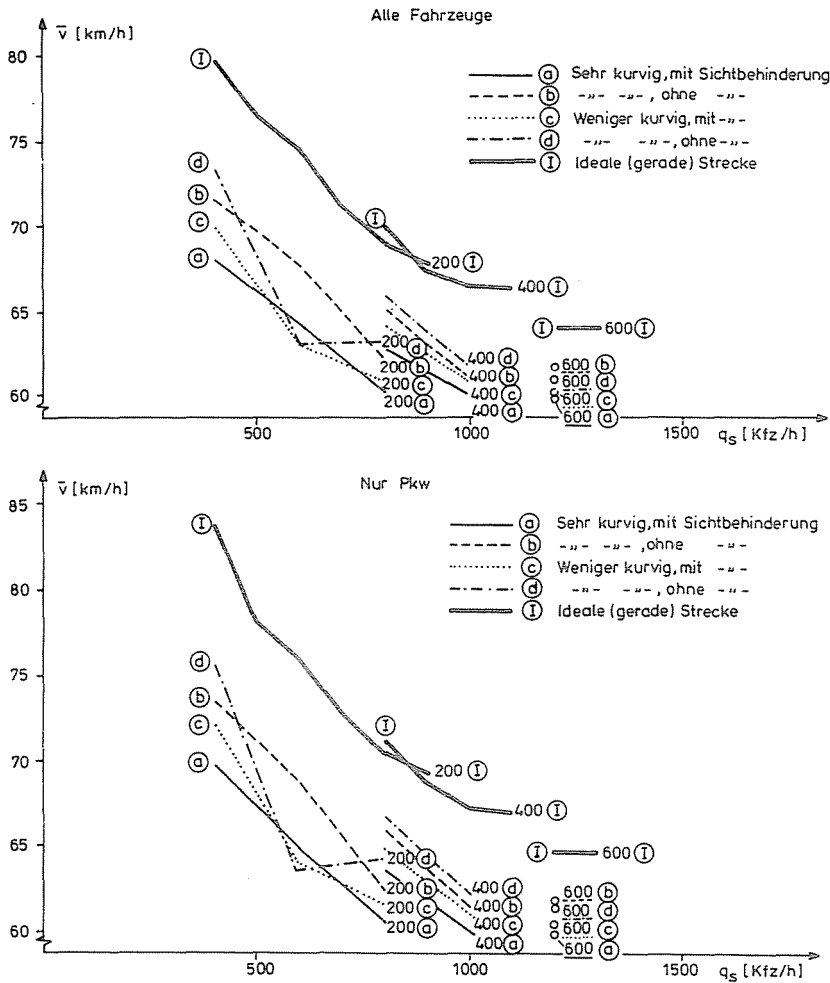 Alle Fahrzeuge
v̄ [km/h]
80
75
70
65
60
I
d
b
c
a
I
a Sehr kurvig, mit Sichtbehinderung
b -„- -„-, ohne -„-
c Weniger kurvig, mit -„-
d -„- -„-, ohne -„-
I Ideale (gerade) Strecke
200 I
400 I
I 600 I
200 d
200 b
200 c
200 a
400 d
400 b
400 c
400 a
600 b
600 d
600 c
600 a
500 1000 1500 qs [Kfz/h]
Nur Pkw
v̄ [km/h]
85
80
75
70
65
60
I
d
b
c
a
I
a Sehr kurvig, mit Sichtbehinderung
b -„- -„-, ohne -„-
c Weniger kurvig, mit -„-
d -„- -„-, ohne -„-
I Ideale (gerade) Strecke
200 I
400 I
I 600 I
200 d
200 b
200 c
200 a
400 d
400 b
400 c
400 a
600 b
600 d
600 c
600 a
500 1000 1500 qs [Kfz/h]